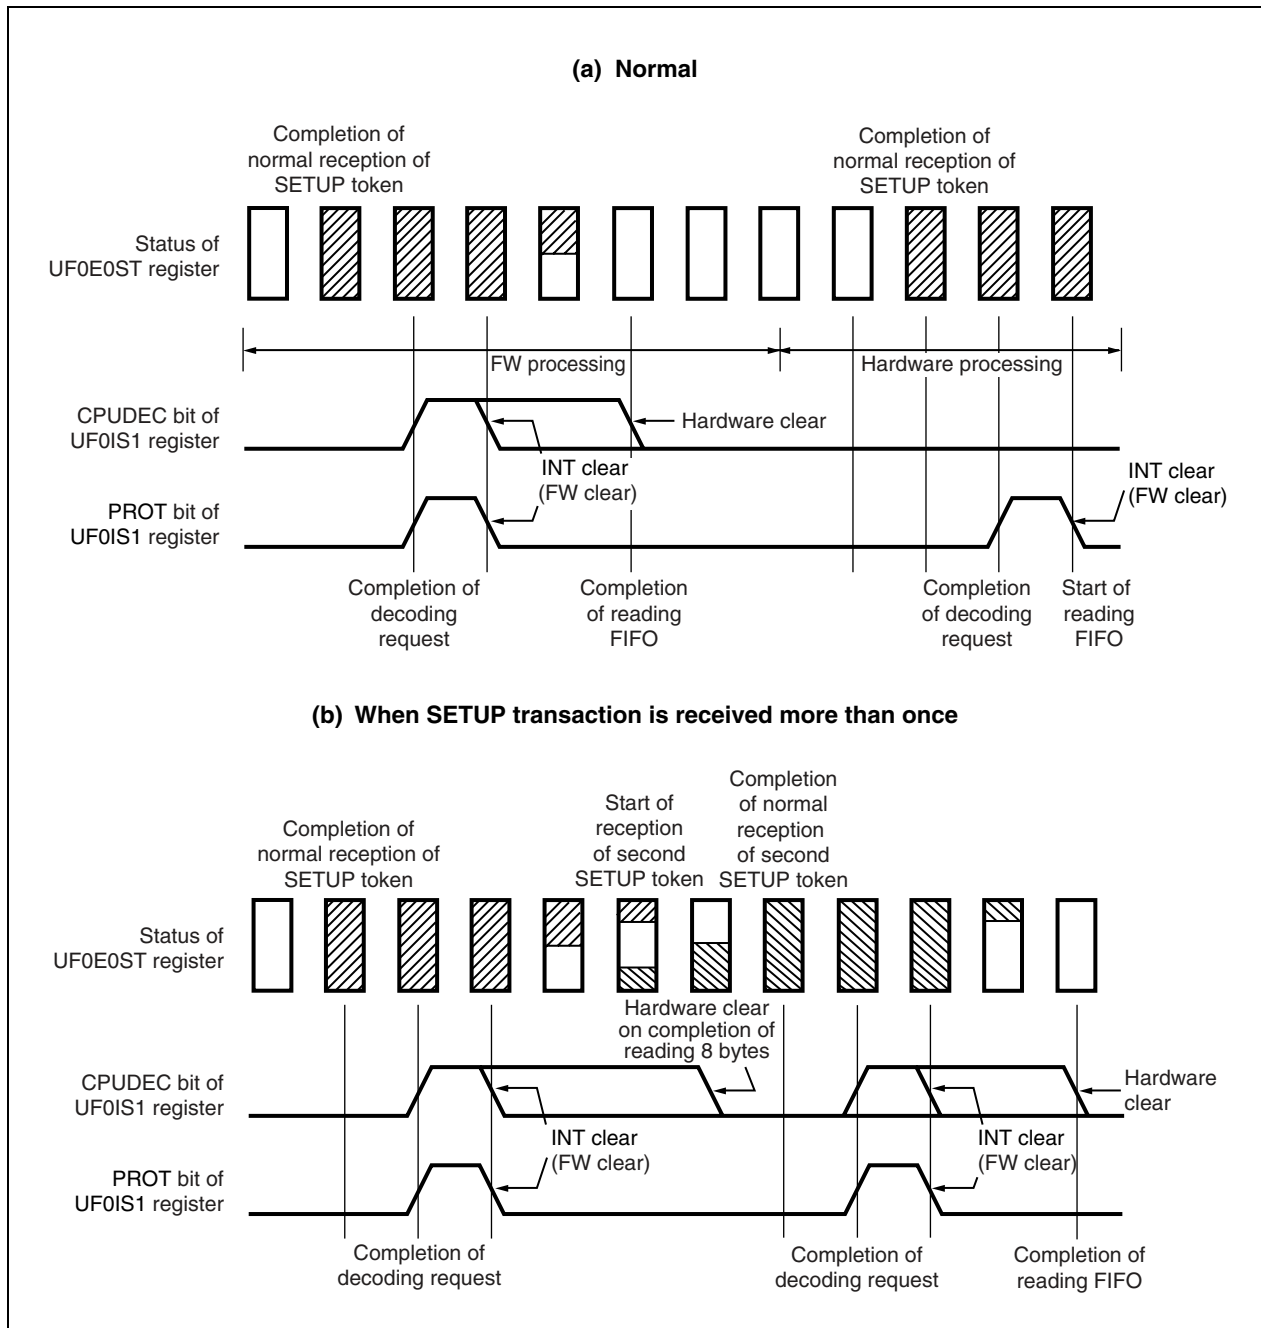 (a) Normal
Completion of
normal reception of
SETUP token
Completion of
normal reception of
SETUP token
Status of
UF0E0ST register
FW processing
Hardware processing
CPUDEC bit of
UF0IS1 register
Hardware clear
INT clear
(FW clear)
INT clear
(FW clear)
PROT bit of
UF0IS1 register
Completion of
decoding
request
Completion
of reading
FIFO
Completion
of decoding
request
Start of
reading
FIFO
(b) When SETUP transaction is received more than once
Completion of
normal reception of
SETUP token
Start of
reception
of second
SETUP token
Completion
of normal
reception
of second
SETUP token
Status of
UF0E0ST register
Hardware clear
on completion of
reading 8 bytes
CPUDEC bit of
UF0IS1 register
Hardware
clear
INT clear
(FW clear)
INT clear
(FW clear)
PROT bit of
UF0IS1 register
Completion of
decoding request
Completion of
decoding request
Completion of
reading FIFO